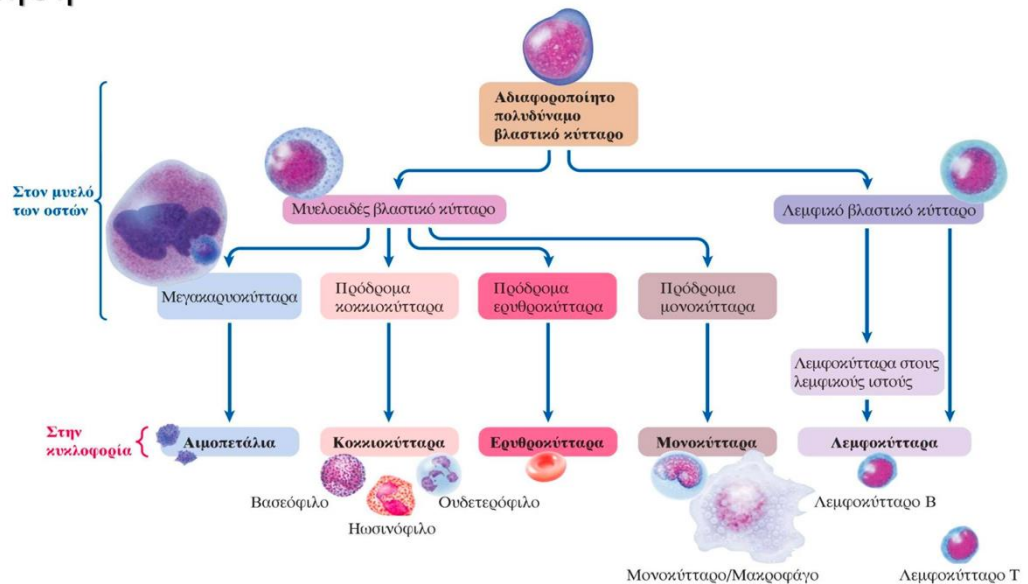 Αδιαφοροποίητο
πολυδύναμο
βλαστικό κύτταρο
Στον μυελό
των οστών
Μυελοειδές βλαστικό κύτταρο
Λεμφικό βλαστικό κύτταρο
Μεγακαρυοκύτταρα
Πρόδρομα
κοκκιοκύτταρα
Πρόδρομα
ερυθροκύτταρα
Πρόδρομα
μονοκύτταρα
Λεμφοκύτταρα στους
λεμφικούς ιστούς
Στην
κυκλοφορία
Αιμοπετάλια
Κοκκιοκύτταρα
Ερυθροκύτταρα
Μονοκύτταρα
Λεμφοκύτταρα
Βασεόφιλο
Ηωσινόφιλο
Ουδετερόφιλο
Μονοκύτταρο/Μακροφάγο
Λεμφοκύτταρο Β
Λεμφοκύτταρο Τ